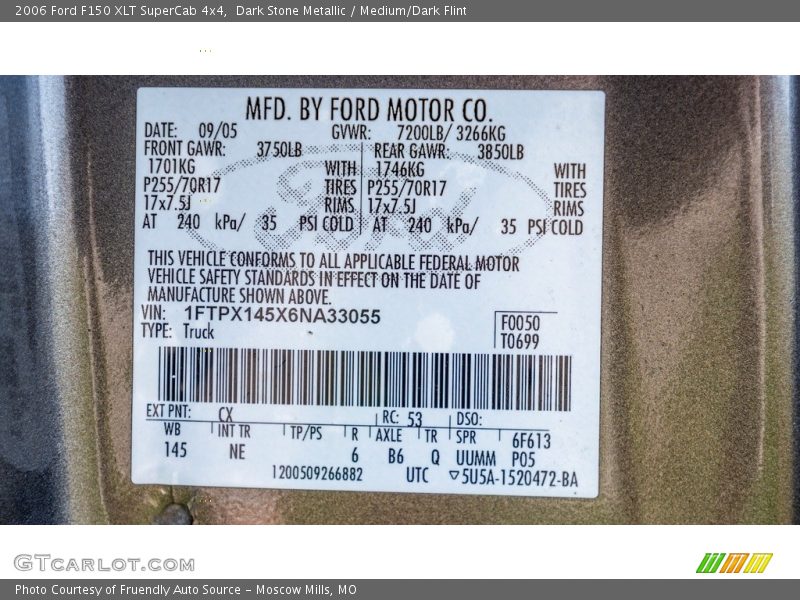 2006 Ford F150 XLT SuperCab 4x4,  Dark Stone Metallic / Medium/Dark Flint
MFD. BY FORD MOTOR CO.
DATE: 09/05 GVWR: 7200LB/ 3266KG
FRONT GAWR: 3750LB REAR GAWR: 3850LB
1701KG WITH 1746KG WITH
P255/70R17 TIRES P255/70R17 TIRES
17x7.5J RIMS 17x7.5J RIMS
AT 240 kPa/ 35 PSI COLD AT 240 kPa/ 35 PSI COLD
Ford
THIS VEHICLE CONFORMS TO ALL APPLICABLE FEDERAL MOTOR
VEHICLE SAFETY STANDARDS IN EFFECT ON THE DATE OF
MANUFACTURE SHOWN ABOVE.
VIN: 1FTPX145X6NA33055
F0050
TYPE: Truck T0699
EXT PNT: CX RC: 53 DSO:
WB INT TR TP/PS R AXLE TR SPR 6F613
145 NE 6 B6 Q UUMM P05
1200509266882 UTC ▽5U5A-1520472-BA
GTCarLot.com
Photo Courtesy of Fruendly Auto Source – Moscow Mills, MO